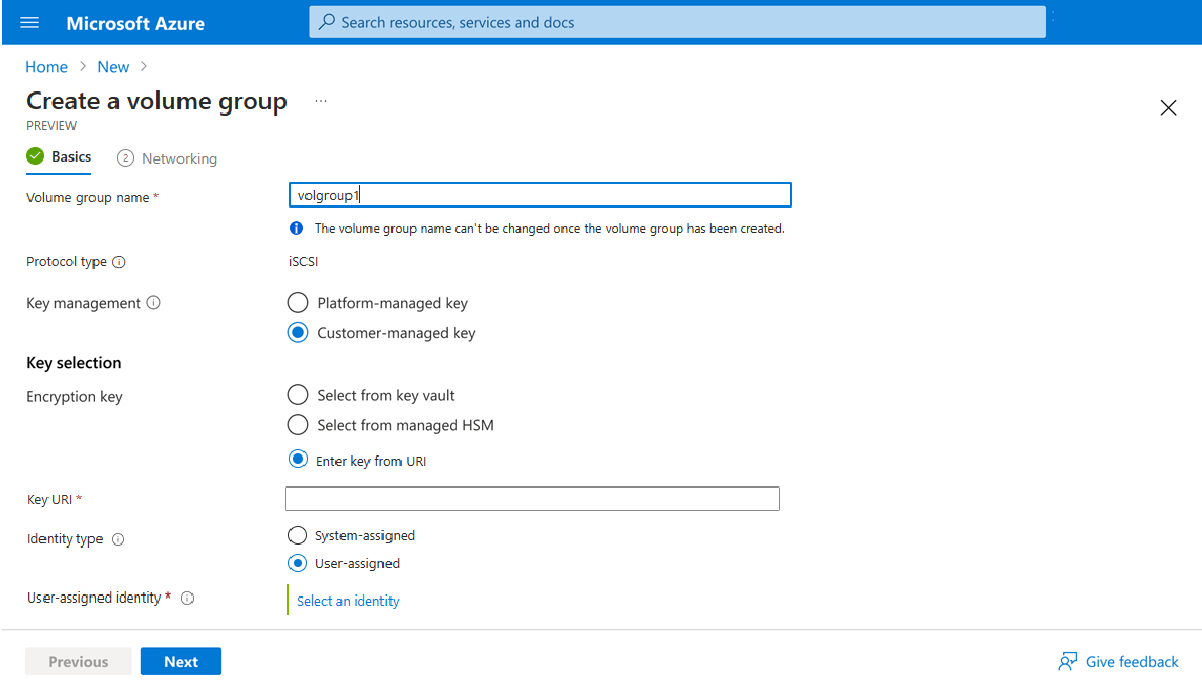 Microsoft Azure
Search resources, services and docs
Home > New >
Create a volume group ...
PREVIEW
Basics 2 Networking
Volume group name * volgroup1
The volume group name can't be changed once the volume group has been created.
Protocol type iSCSI
Key management Platform-managed key
Customer-managed key
Key selection
Encryption key Select from key vault
Select from managed HSM
Enter key from URI
Key URI *
Identity type System-assigned
User-assigned
User-assigned identity * Select an identity
Previous Next Give feedback